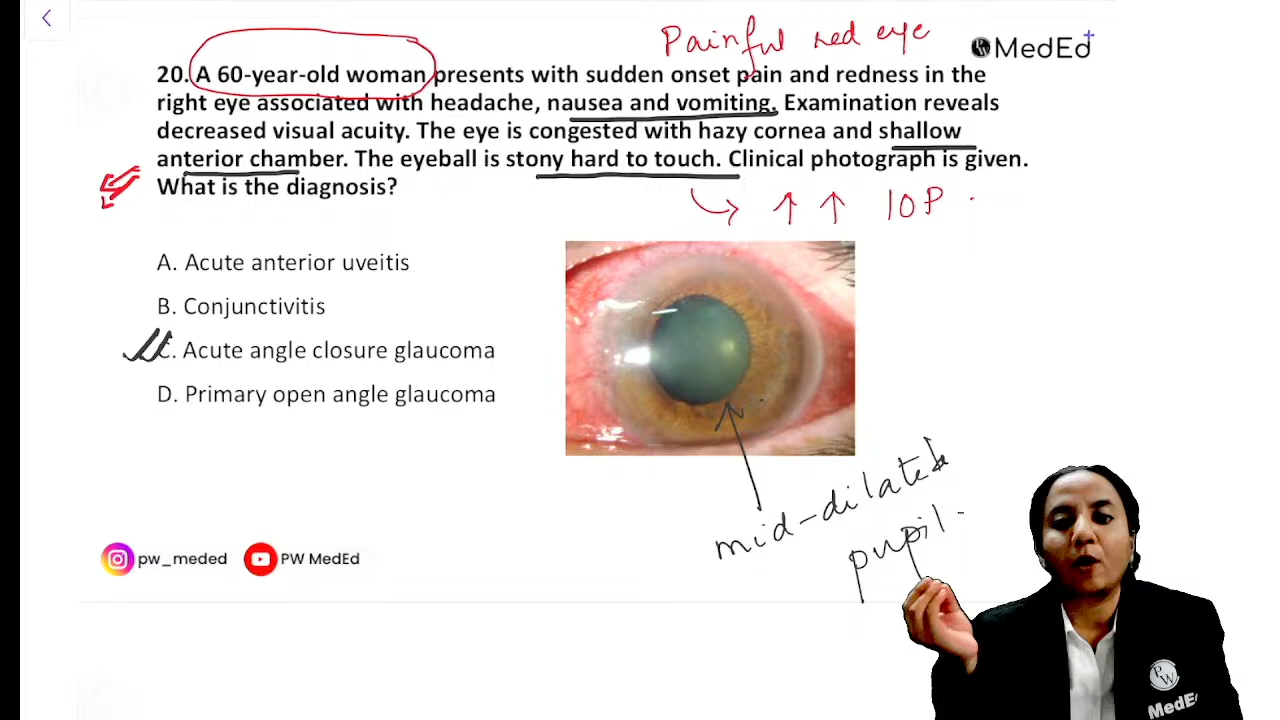 Painful red eye
PW MedEd
20. A 60-year-old woman presents with sudden onset pain and redness in the
right eye associated with headache, nausea and vomiting. Examination reveals
decreased visual acuity. The eye is congested with hazy cornea and shallow
anterior chamber. The eyeball is stony hard to touch. Clinical photograph is given.
What is the diagnosis?
↑ ↑ IOP.
A. Acute anterior uveitis
B. Conjunctivitis
C. Acute angle closure glaucoma
D. Primary open angle glaucoma
mid-dilated
pupil.
pw_meded PW MedEd
PW
MedEd